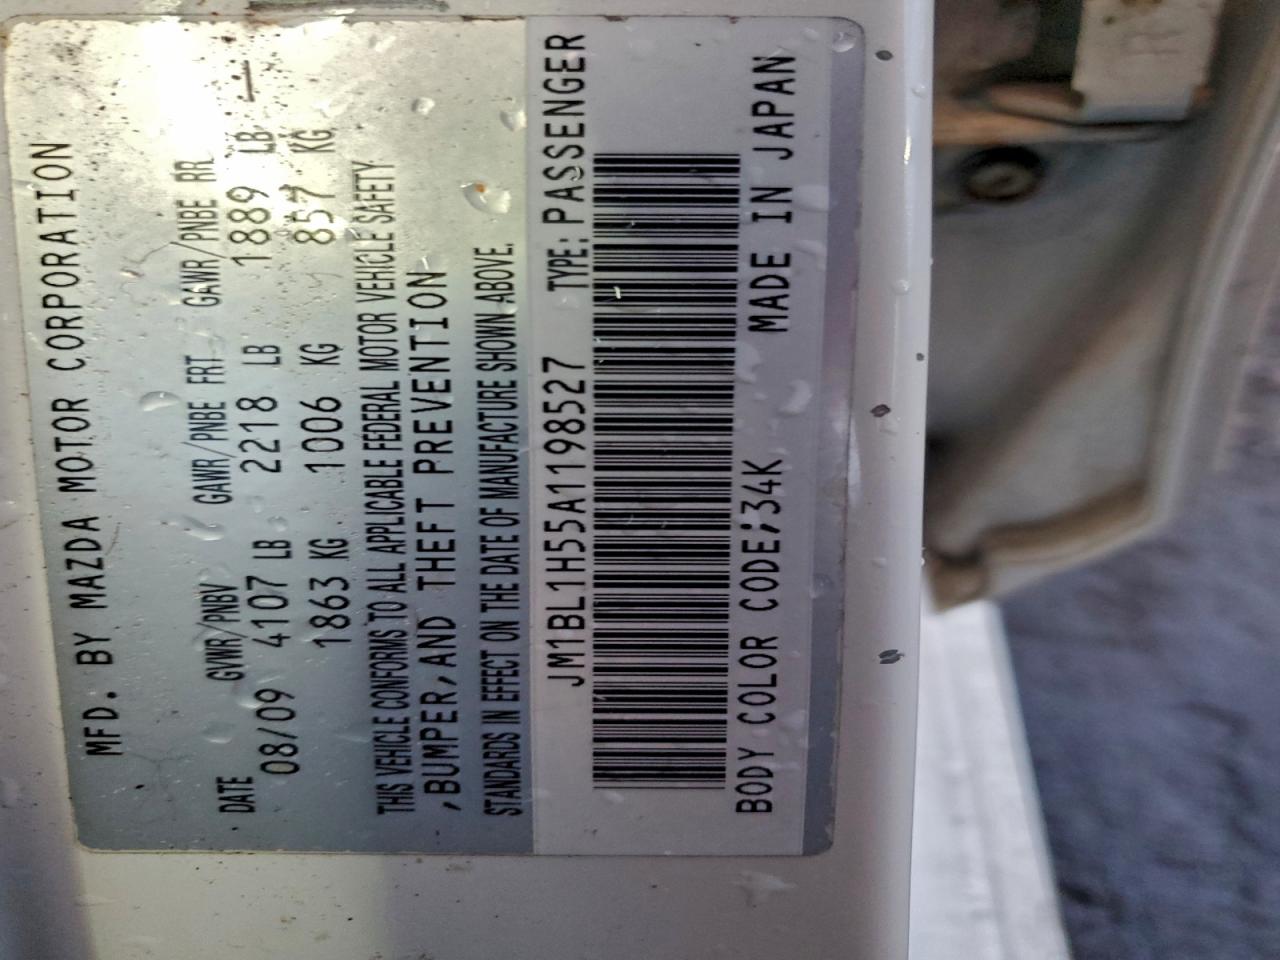 MFD. BY MAZDA MOTOR CORPORATION
DATE GVWR/PNBV GAWR/PNBE FRT GAWR/PNBE RR
08/09 4107 LB 2218 LB 1889 LB
1863 KG 1006 KG 857 KG
THIS VEHICLE CONFORMS TO ALL APPLICABLE FEDERAL MOTOR VEHICLE SAFETY
,BUMPER,AND THEFT PREVENTION
STANDARDS IN EFFECT ON THE DATE OF MANUFACTURE SHOWN ABOVE.
JM1BL1H55A1198527 TYPE: PASSENGER
BODY COLOR CODE;34K MADE IN JAPAN